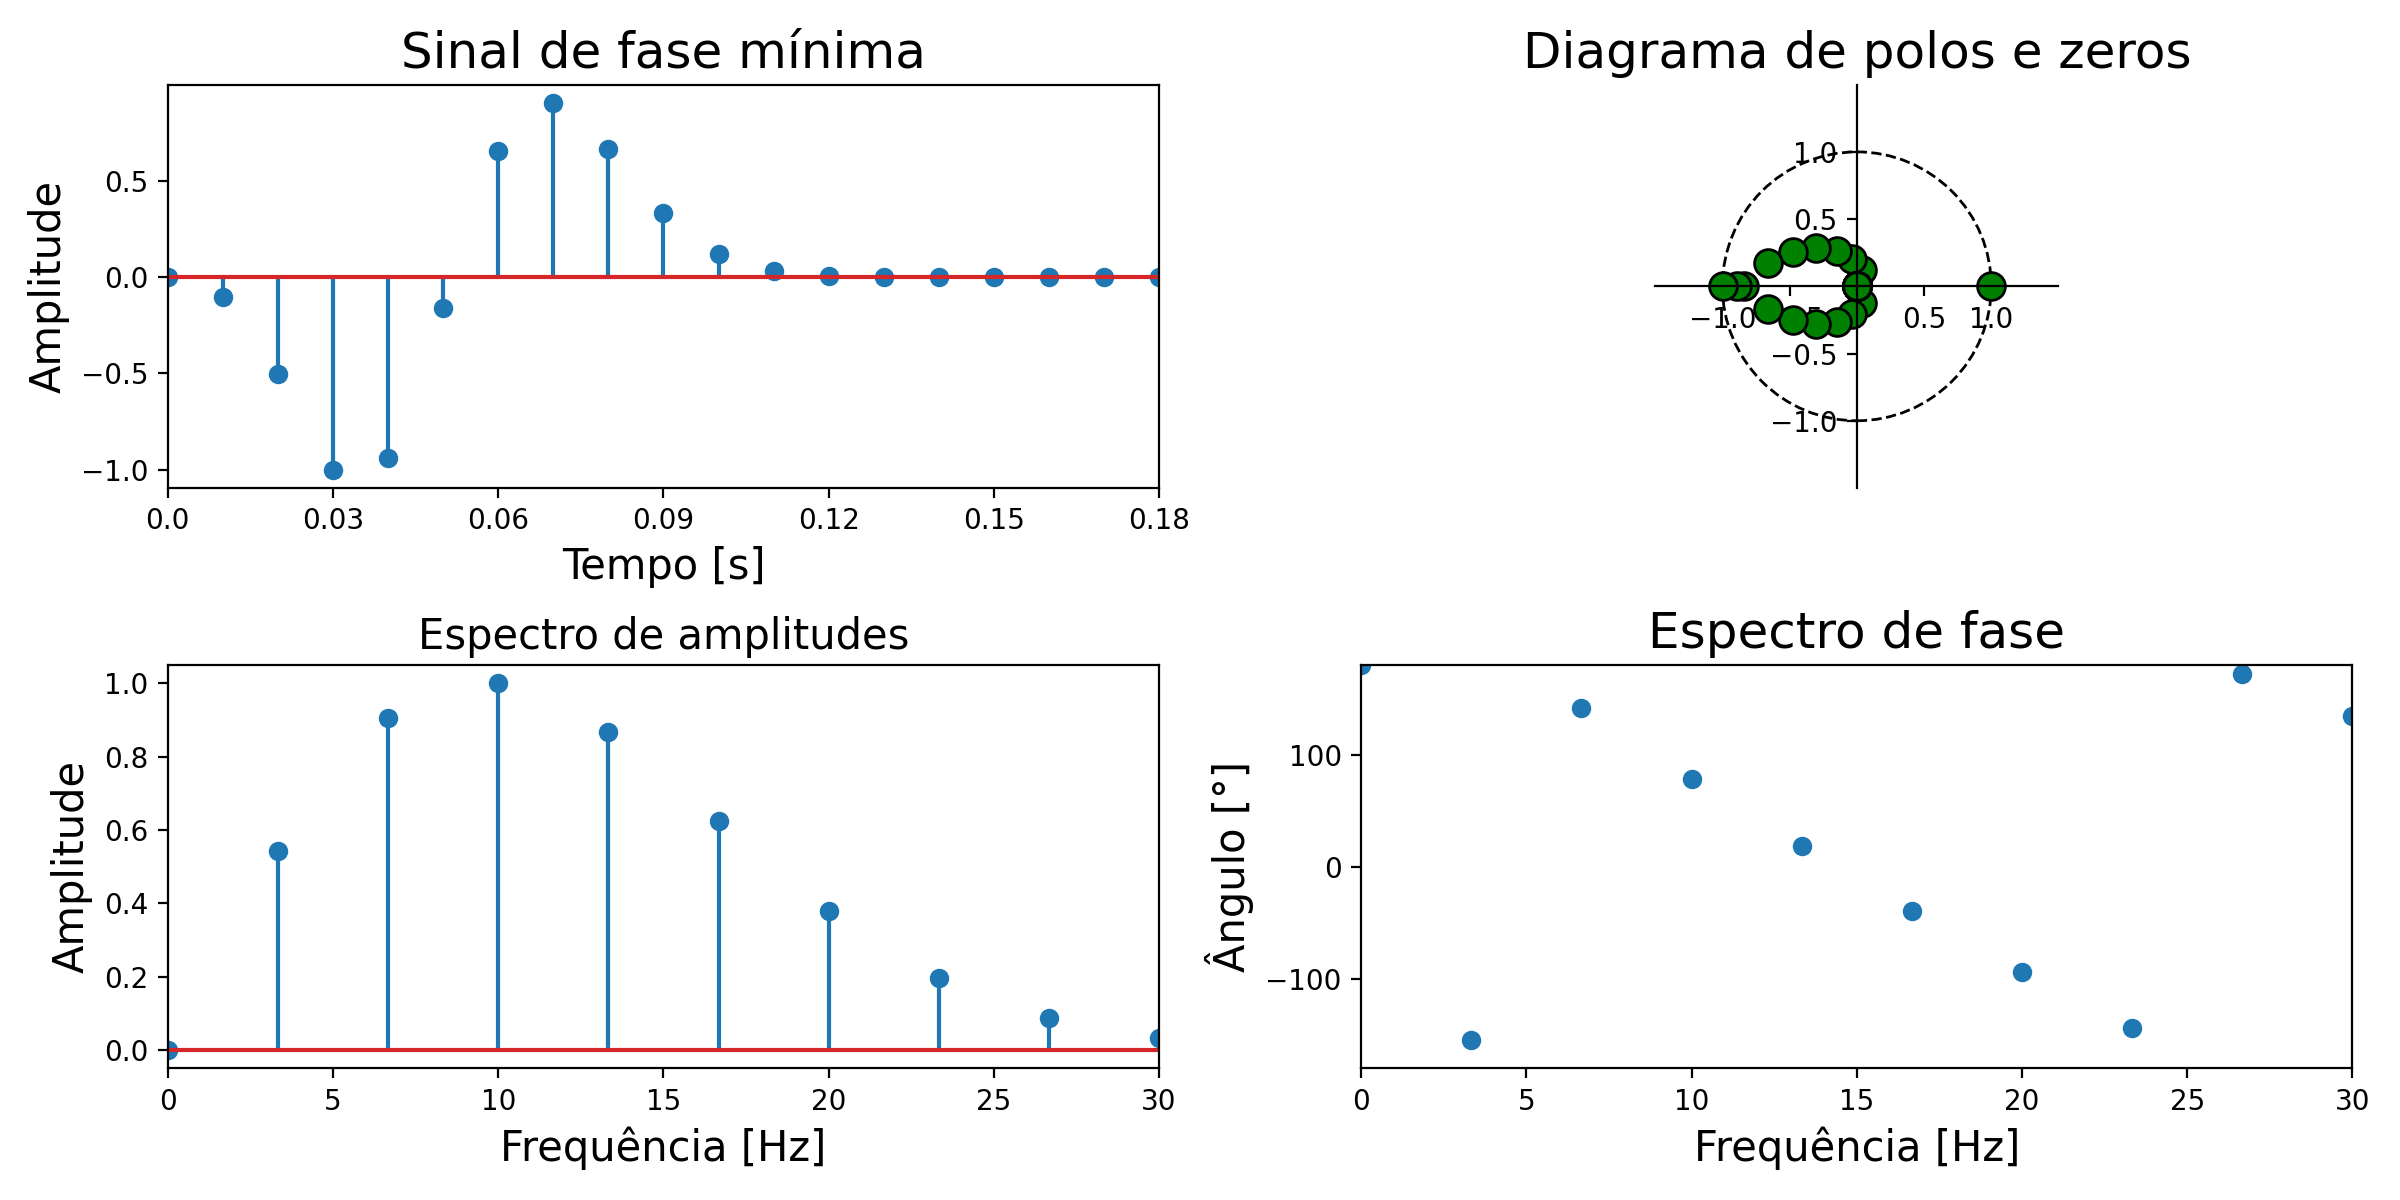 Sinal de fase mínima
Amplitude
0.5
0.0
−0.5
−1.0
0.0 0.03 0.06 0.09 0.12 0.15 0.18
Tempo [s]
Diagrama de polos e zeros
1.0
0.5
−1.0 0.5 1.0
−0.5
−1.0
Espectro de amplitudes
Amplitude
1.0
0.8
0.6
0.4
0.2
0.0
0 5 10 15 20 25 30
Frequência [Hz]
Espectro de fase
Ângulo [°]
100
0
−100
0 5 10 15 20 25 30
Frequência [Hz]